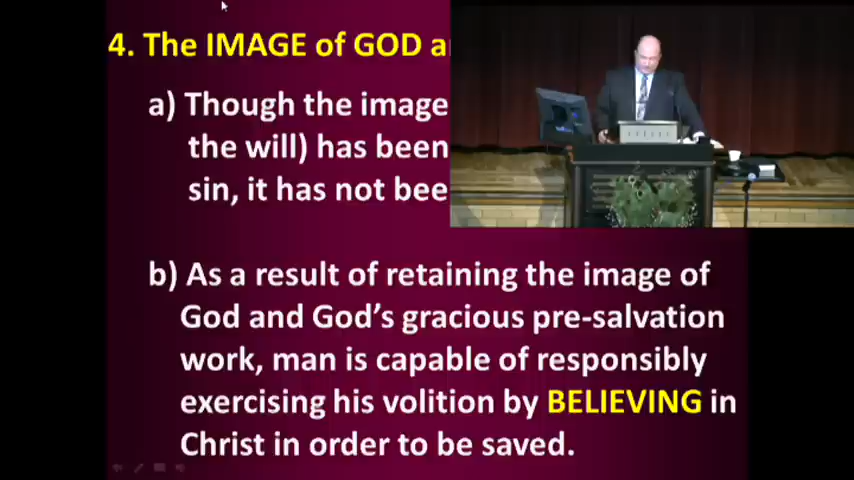 4. The IMAGE of GOD
a) Though the image
the will) has been
sin, it has not
b) As a result of retaining the image of
God and God's gracious pre-salvation
work, man is capable of responsibly
exercising his volition by BELIEVING in
Christ in order to be saved.